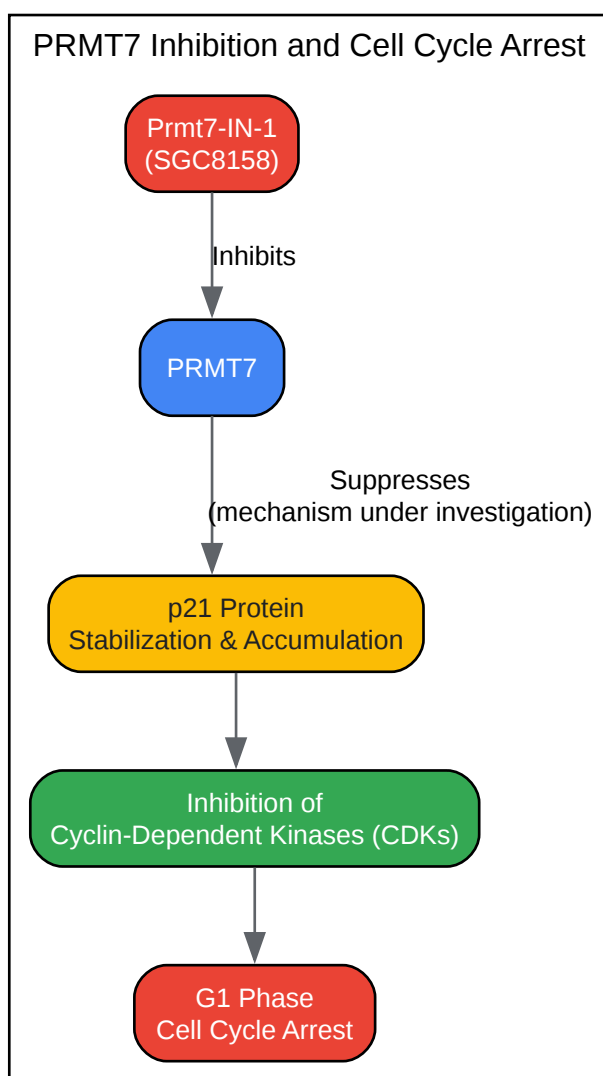 PRMT7 Inhibition and Cell Cycle Arrest
Prmt7-IN-1
(SGC8158)
Inhibits
PRMT7
Suppresses
(mechanism under investigation)
p21 Protein
Stabilization & Accumulation
Inhibition of
Cyclin-Dependent Kinases (CDKs)
G1 Phase
Cell Cycle Arrest